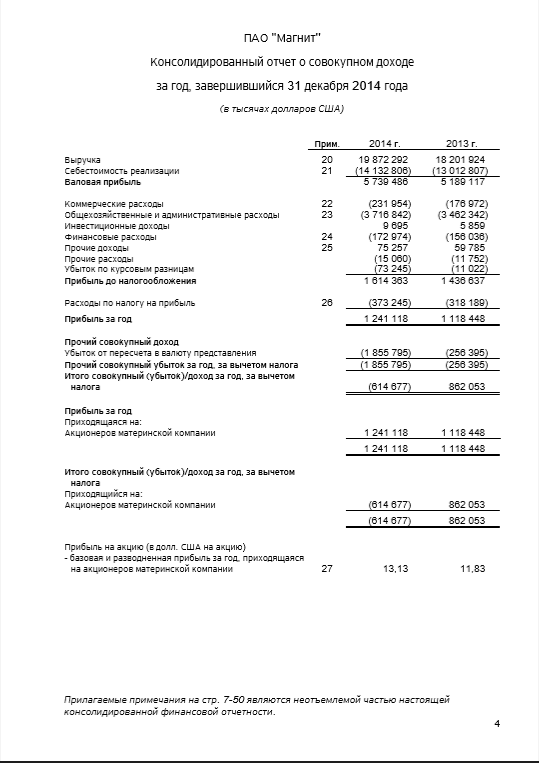 ПАО "Магнит"
Консолидированный отчет о совокупном доходе
за год, завершившийся 31 декабря 2014 года
(в тысячах долларов США)
Прим. 2014 г. 2013 г.
Выручка 20 19 872 292 18 201 924
Себестоимость реализации 21 (14 132 806) (13 012 807)
Валовая прибыль 5 739 486 5 189 117
Коммерческие расходы 22 (231 954) (176 972)
Общехозяйственные и административные расходы 23 (3 716 842) (3 462 342)
Инвестиционные доходы 9 695 5 859
Финансовые расходы 24 (172 974) (156 036)
Прочие доходы 25 75 257 59 785
Прочие расходы (15 060) (11 752)
Убыток по курсовым разницам (73 245) (11 022)
Прибыль до налогообложения 1 614 363 1 436 637
Расходы по налогу на прибыль 26 (373 245) (318 189)
Прибыль за год 1 241 118 1 118 448
Прочий совокупный доход
Убыток от пересчета в валюту представления (1 855 795) (256 395)
Прочий совокупный убыток за год, за вычетом налога (1 855 795) (256 395)
Итого совокупный (убыток)/доход за год, за вычетом
налога (614 677) 862 053
Прибыль за год
Приходящаяся на:
Акционеров материнской компании 1 241 118 1 118 448
1 241 118 1 118 448
Итого совокупный (убыток)/доход за год, за вычетом
налога
Приходящийся на:
Акционеров материнской компании (614 677) 862 053
(614 677) 862 053
Прибыль на акцию (в долл. США на акцию)
- базовая и разводненная прибыль за год, приходящаяся
на акционеров материнской компании 27 13,13 11,83
Прилагаемые примечания на стр. 7-50 являются неотъемлемой частью настоящей
консолидированной финансовой отчетности.
4